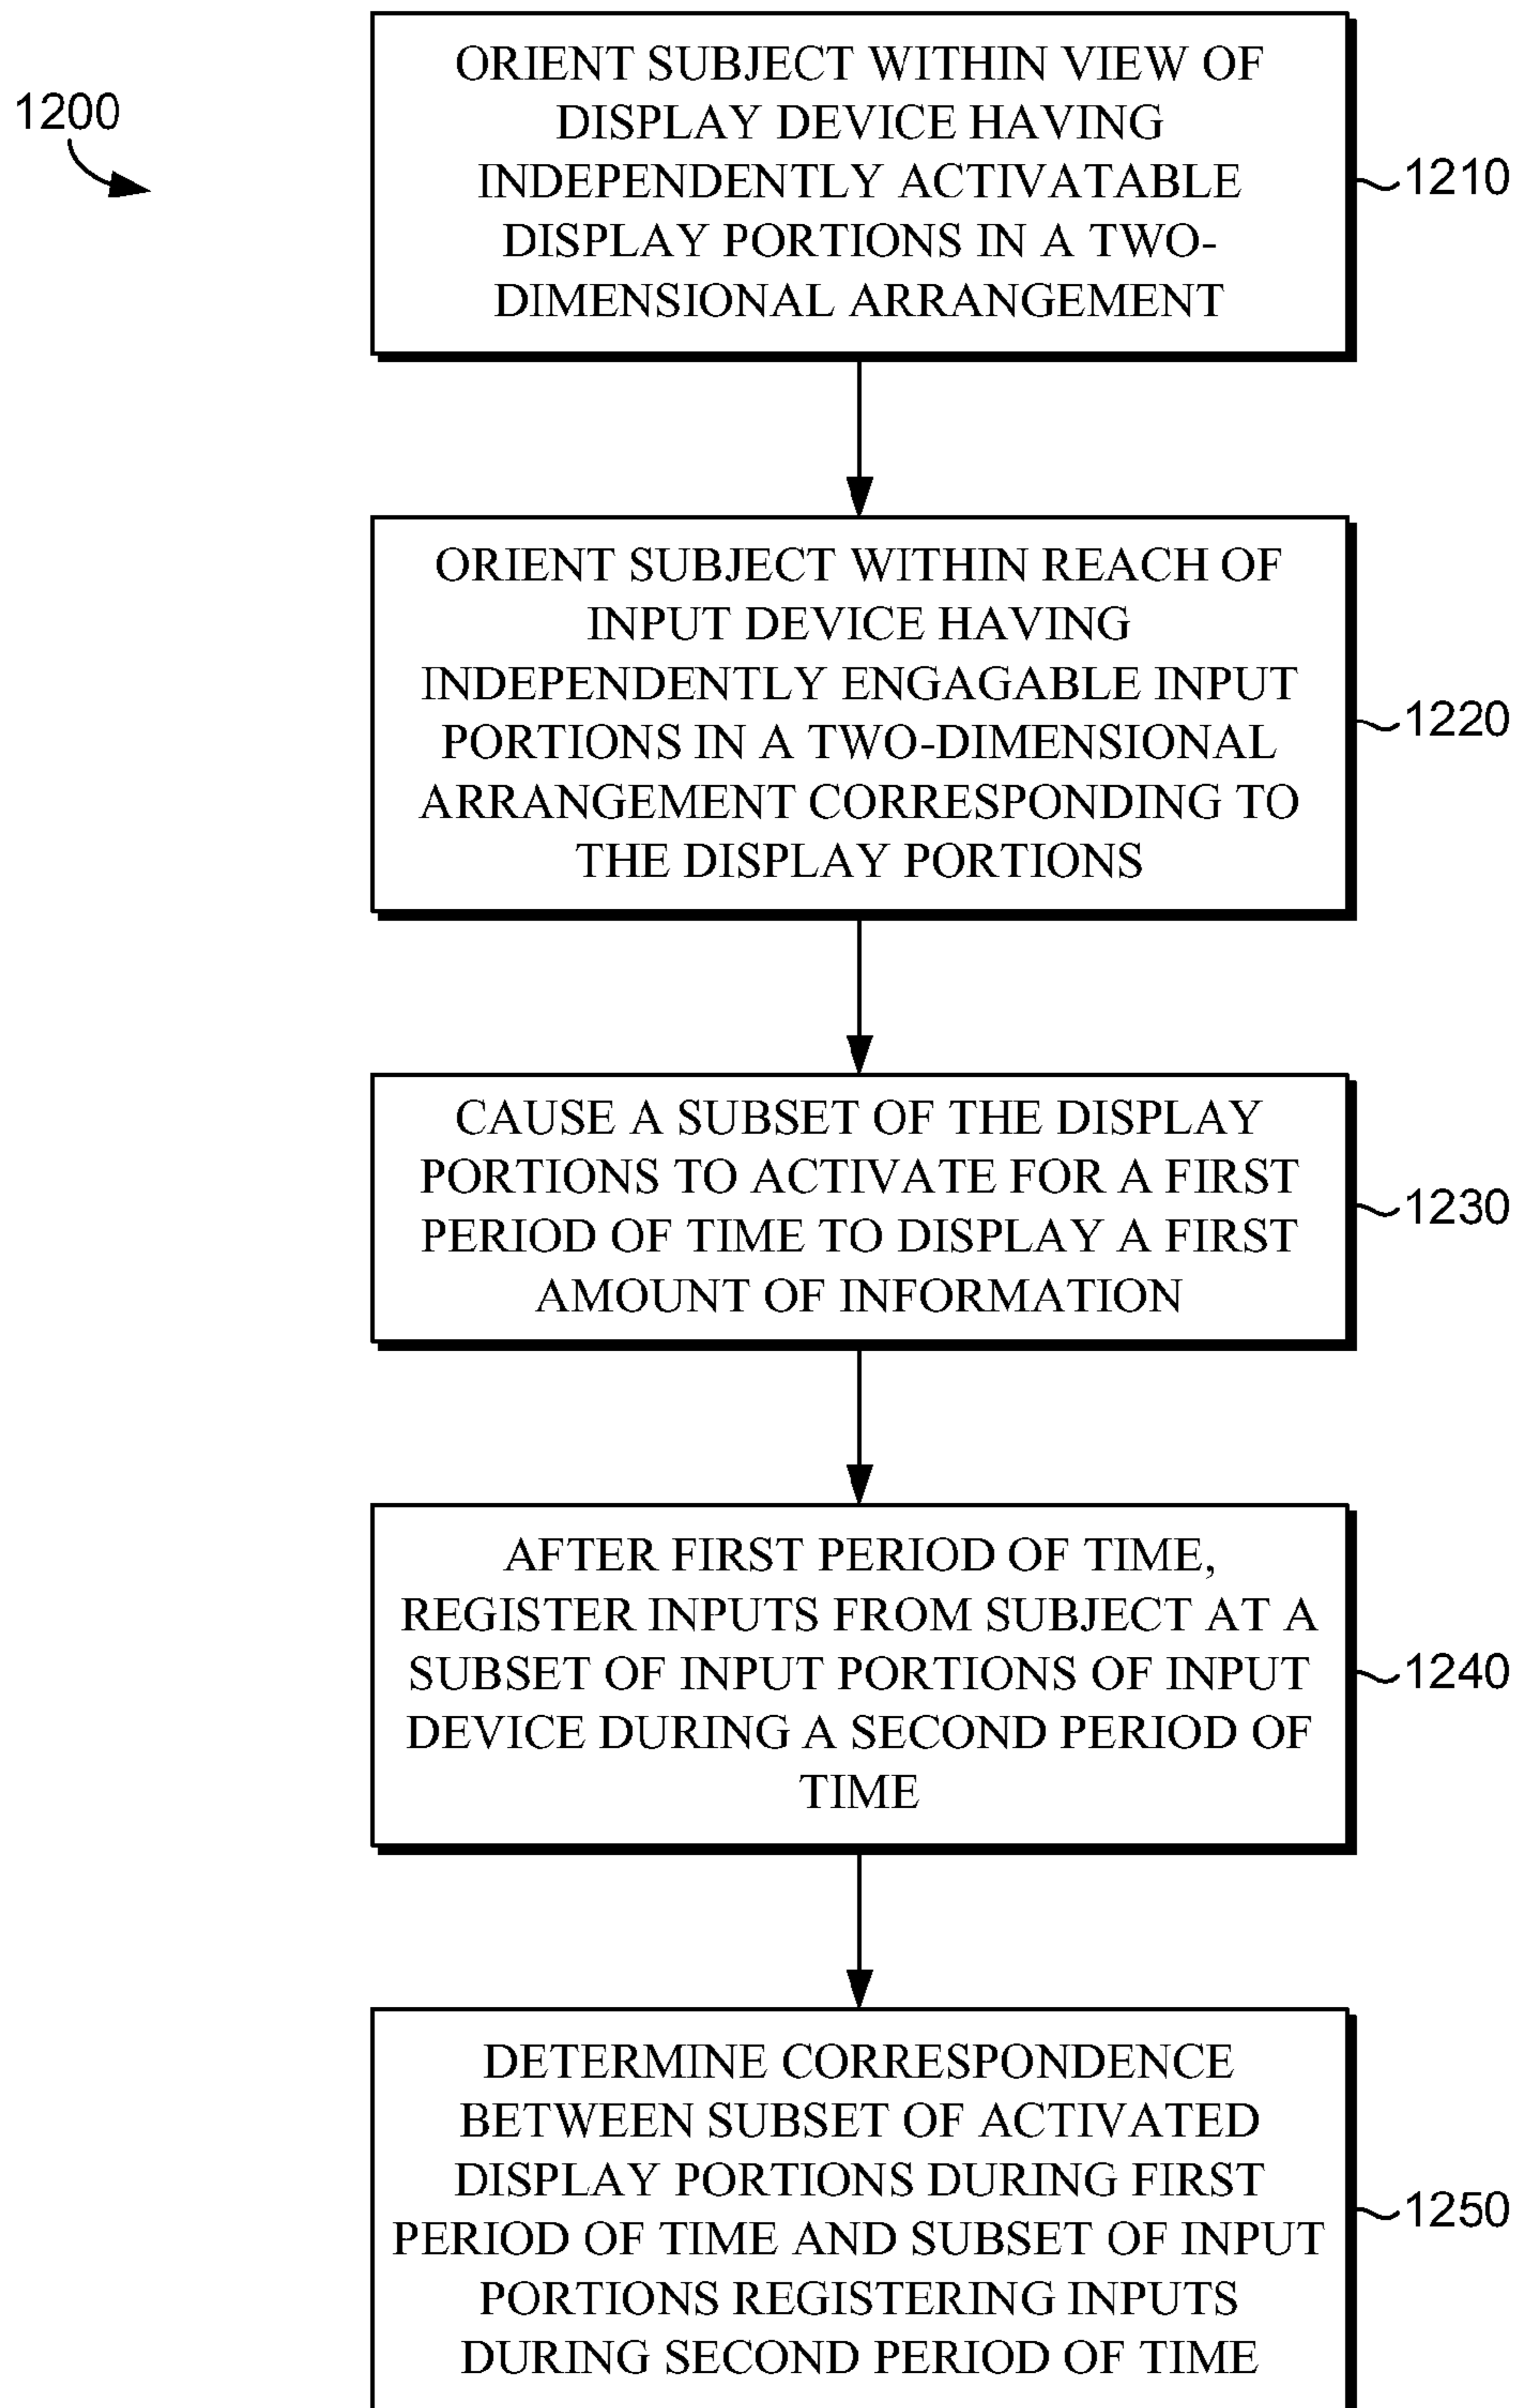 1200
ORIENT SUBJECT WITHIN VIEW OF
DISPLAY DEVICE HAVING
INDEPENDENTLY ACTIVATABLE
DISPLAY PORTIONS IN A TWO-
DIMENSIONAL ARRANGEMENT
1210
ORIENT SUBJECT WITHIN REACH OF
INPUT DEVICE HAVING
INDEPENDENTLY ENGAGABLE INPUT
PORTIONS IN A TWO-DIMENSIONAL
ARRANGEMENT CORRESPONDING TO
THE DISPLAY PORTIONS
1220
CAUSE A SUBSET OF THE DISPLAY
PORTIONS TO ACTIVATE FOR A FIRST
PERIOD OF TIME TO DISPLAY A FIRST
AMOUNT OF INFORMATION
1230
AFTER FIRST PERIOD OF TIME,
REGISTER INPUTS FROM SUBJECT AT A
SUBSET OF INPUT PORTIONS OF INPUT
DEVICE DURING A SECOND PERIOD OF
TIME
1240
DETERMINE CORRESPONDENCE
BETWEEN SUBSET OF ACTIVATED
DISPLAY PORTIONS DURING FIRST
PERIOD OF TIME AND SUBSET OF INPUT
PORTIONS REGISTERING INPUTS
DURING SECOND PERIOD OF TIME
1250